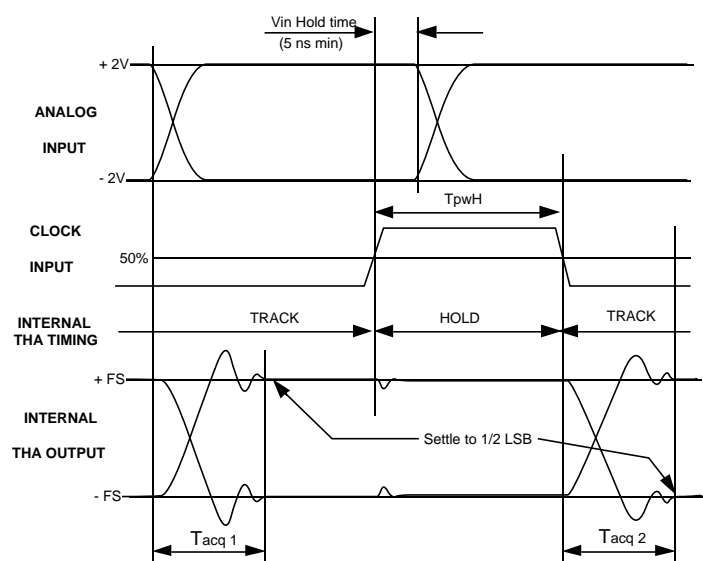 Vin Hold time
(5 ns min)
+ 2V
ANALOG
INPUT
- 2V
TpwH
CLOCK
INPUT
50%
INTERNAL
THA TIMING
TRACK
HOLD
TRACK
+ FS
INTERNAL
THA OUTPUT
Settle to 1/2 LSB
- FS
Tacq 1
Tacq 2